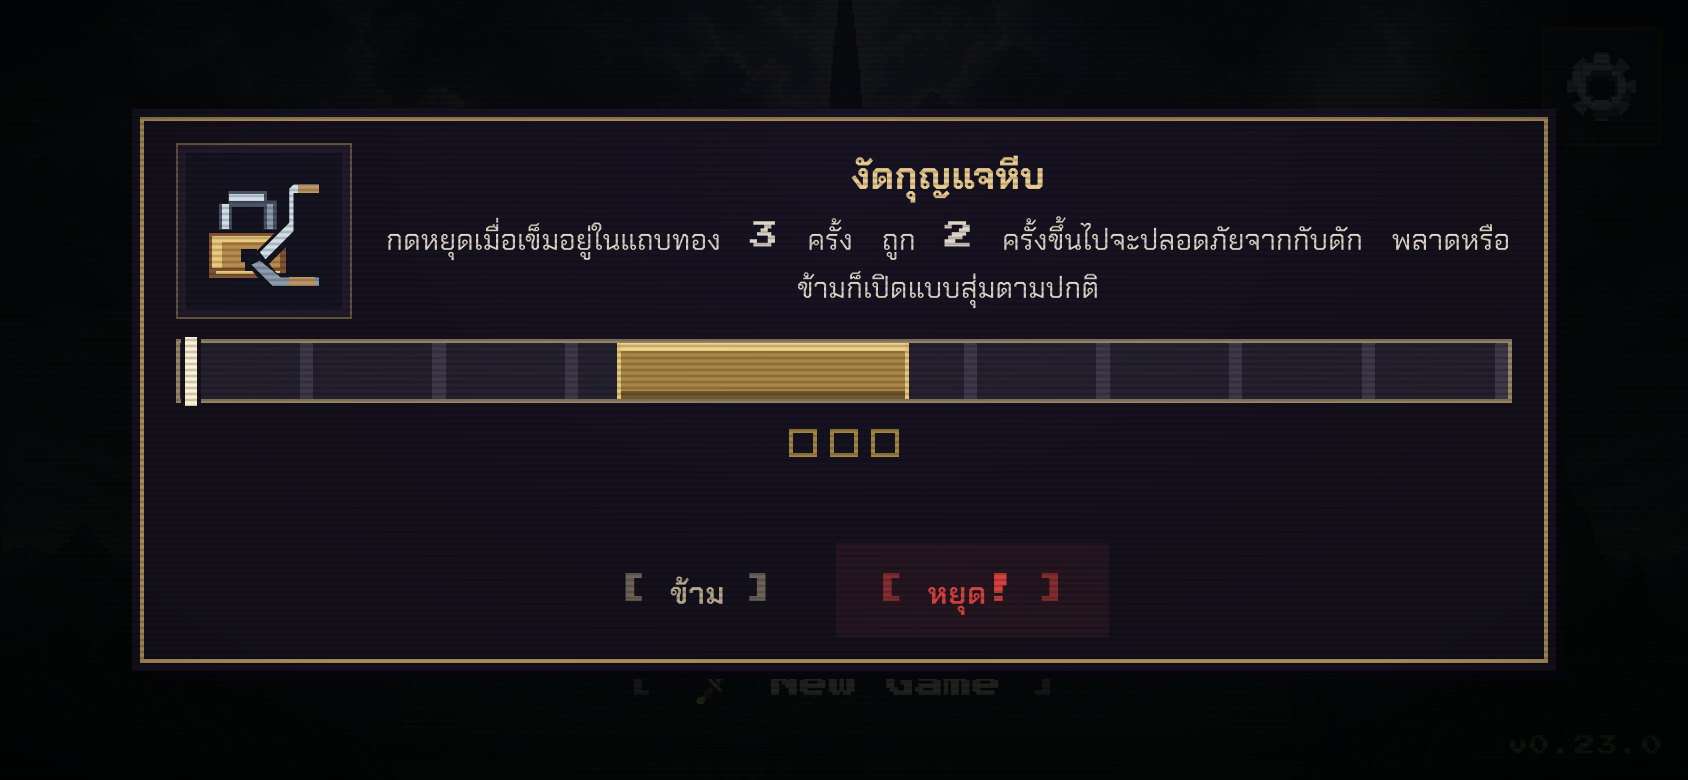 งัดกุญแจหีบ
กดหยุดเมื่อเข็มอยู่ในแถบทอง 3 ครั้ง ถูก 2 ครั้งขึ้นไปจะปลอดภัยจากกับดัก พลาดหรือ
ข้ามก็เปิดแบบสุ่มตามปกติ
[ ข้าม ] [ หยุด! ]
[ New Game ]
v0.23.0